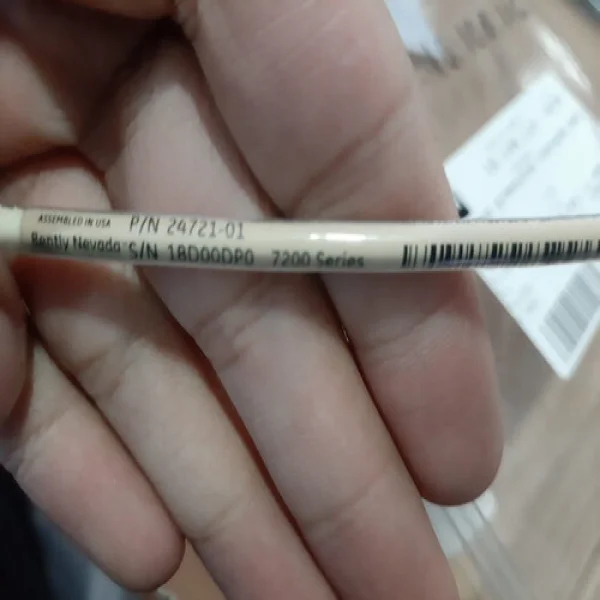 ASSEMBLED IN USA P/N 24721-01
Bently Nevada S/N 18D00DP0 7200 Series